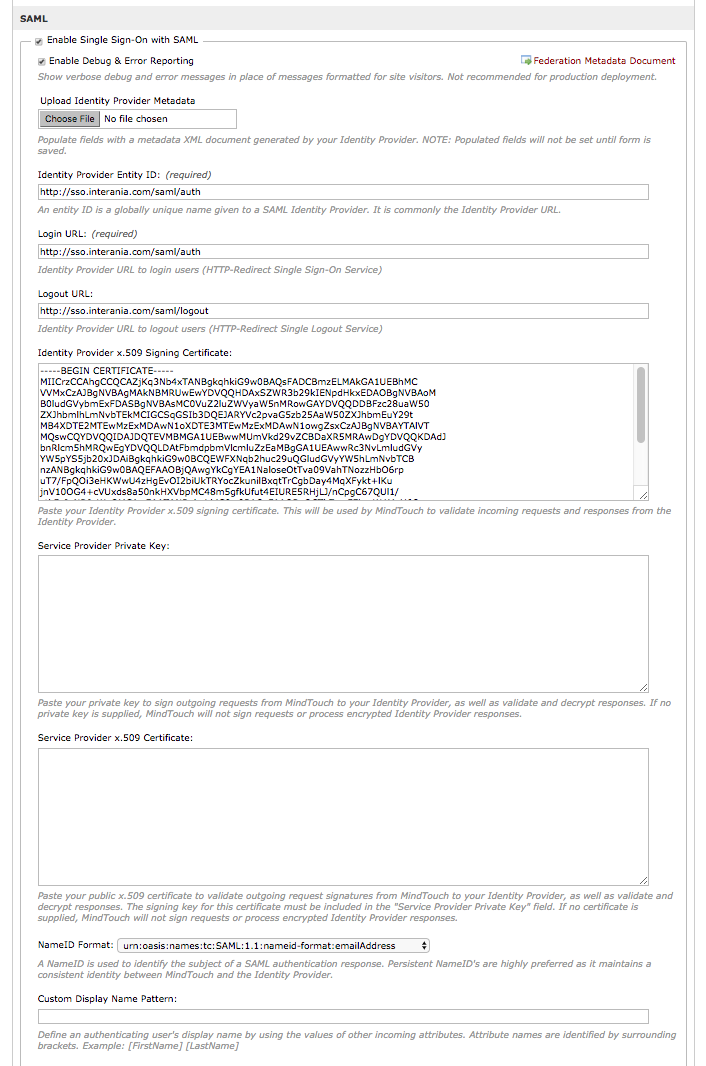 SAML
Enable Single Sign-On with SAML
Enable Debug & Error Reporting
Federation Metadata Document
Show verbose debug and error messages in place of messages formatted for site visitors. Not recommended for production deployment.
Upload Identity Provider Metadata
Choose File No file chosen
Populate fields with a metadata XML document generated by your Identity Provider. NOTE: Populated fields will not be set until form is
saved.
Identity Provider Entity ID: (required)
http://sso.interania.com/saml/auth
An entity ID is a globally unique name given to a SAML Identity Provider. It is commonly the Identity Provider URL.
Login URL: (required)
http://sso.interania.com/saml/auth
Identity Provider URL to login users (HTTP-Redirect Single Sign-On Service)
Logout URL:
http://sso.interania.com/saml/logout
Identity Provider URL to logout users (HTTP-Redirect Single Logout Service)
Identity Provider x.509 Signing Certificate:
-----BEGIN CERTIFICATE-----
MIICrzCCAhgCCQCAZjKq3Nb4xTANBgkqhkiG9w0BAQsFADCBmzELMAkGA1UEBhMC
VVMxCzAJBgNVBAgMAkNBMRUwEwYDVQQHDAxSZWR3b29kIENpdHkxEDAOBgNVBAoM
B0ludGVybmExFDASBgNVBAsMC0VuZ2luZWVyaW5nMRowGAYDVQQDDBFzc28uaW50
ZXJhbmlhLmNvbTEkMCIGCSqGSIb3DQEJARYVc2pvaG5zb25AaW50ZXJhbmEuY29t
MB4XDTE2MTEwMzExMDAwN1oXDTE3MTEwMzExMDAwN1owgZsxCzAJBgNVBAYTAlVT
MQswCQYDVQQIDAJDQTEVMBMGA1UEBwwMUmVkd29vZCBDaXR5MRAwDgYDVQQKDAdJ
bnRlcm5hMRQwEgYDVQQLDAtFbmdpbmVlcmluZzEaMBgGA1UEAwwRc3NvLmludGVy
YW5pYS5jb20xJDAiBgkqhkiG9w0BCQEWFXNqb2huc29uQGludGVyYW5hLmNvbTCB
nzANBgkqhkiG9w0BAQEFAAOBjQAwgYkCgYEA1NaloseOtTva09VahTNozzHbO6rp
uT7/FpQOi3eHKWwU4zHgEvOI2biUkTRYocZkunilBxqtTrCgbDay4MqXFykt+IKu
jnV10OG4+cVUxds8a50nkHXVbpMC48m5gfkUfut4EIURE5RHjLJ/nCpgC67QUl1/
Paste your Identity Provider x.509 signing certificate. This will be used by MindTouch to validate incoming requests and responses from the
Identity Provider.
Service Provider Private Key:
Paste your private key to sign outgoing requests from MindTouch to your Identity Provider, as well as validate and decrypt responses. If no
private key is supplied, MindTouch will not sign requests or process encrypted Identity Provider responses.
Service Provider x.509 Certificate:
Paste your public x.509 certificate to validate outgoing request signatures from MindTouch to your Identity Provider, as well as validate and
decrypt responses. The signing key for this certificate must be included in the "Service Provider Private Key" field. If no certificate is
supplied, MindTouch will not sign requests or process encrypted Identity Provider responses.
NameID Format: urn:oasis:names:tc:SAML:1.1:nameid-format:emailAddress
A NameID is used to identify the subject of a SAML authentication response. Persistent NameID's are highly preferred as it maintains a
consistent identity between MindTouch and the Identity Provider.
Custom Display Name Pattern:
Define an authenticating user's display name by using the values of other incoming attributes. Attribute names are identified by surrounding
brackets. Example: [FirstName] [LastName]